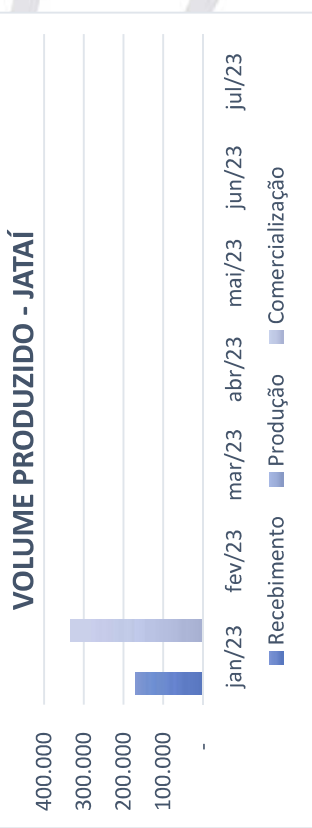 VOLUME PRODUZIDO - JATAÍ
400.000
300.000
200.000
100.000
-
jan/23 fev/23 mar/23 abr/23 mai/23 jun/23 jul/23
Recebimento Produção Comercialização